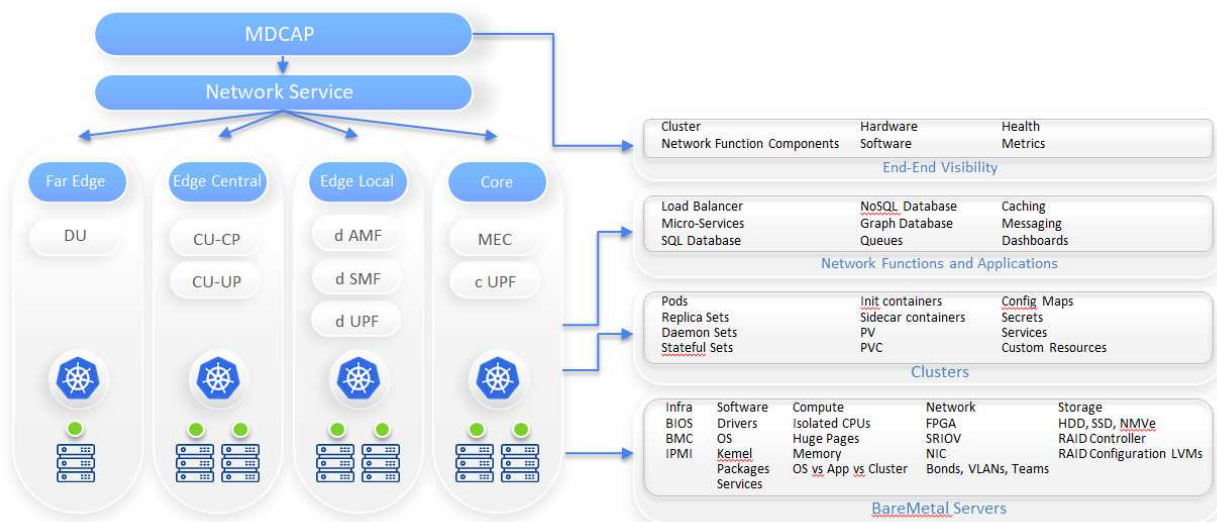 MDCAP
Network Service
Far Edge
DU
Edge Central
CU-CP
CU-UP
Edge Local
d AMF
d SMF
d UPF
Core
MEC
c UPF
Cluster Hardware Health
Network Function Components Software Metrics
End-End Visibility
Load Balancer NoSQL Database Caching
Micro-Services Graph Database Messaging
SQL Database Queues Dashboards
Network Functions and Applications
Pods Init containers Config Maps
Replica Sets Sidecar containers Secrets
Daemon Sets PV Services
Stateful Sets PVC Custom Resources
Clusters
Infra Software Compute Network Storage
BIOS Drivers Isolated CPUs FPGA HDD, SSD, NMVe
BMC OS Huge Pages SRIOV RAID Controller
IPMI Kernel Memory NIC RAID Configuration LVMs
Packages OS vs App vs Cluster Bonds, VLANs, Teams
Services
BareMetal Servers